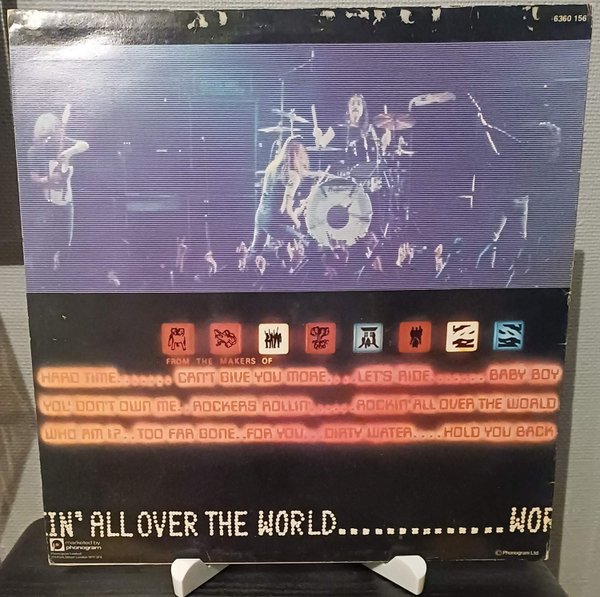 6360 156
FROM THE MAKERS OF
HARD TIME....... CAN'T GIVE YOU MORE....LET'S RIDE.......BABY BOY
YOU DON'T OWN ME..ROCKERS ROLLIN......ROCKIN' ALL OVER THE WORLD
WHO AM I?..TOO FAR GONE..FOR YOU....DIRTY WATER....HOLD YOU BACK
IN' ALL OVER THE WORLD............... WOR
marketed by
phonogram
© Phonogram Ltd